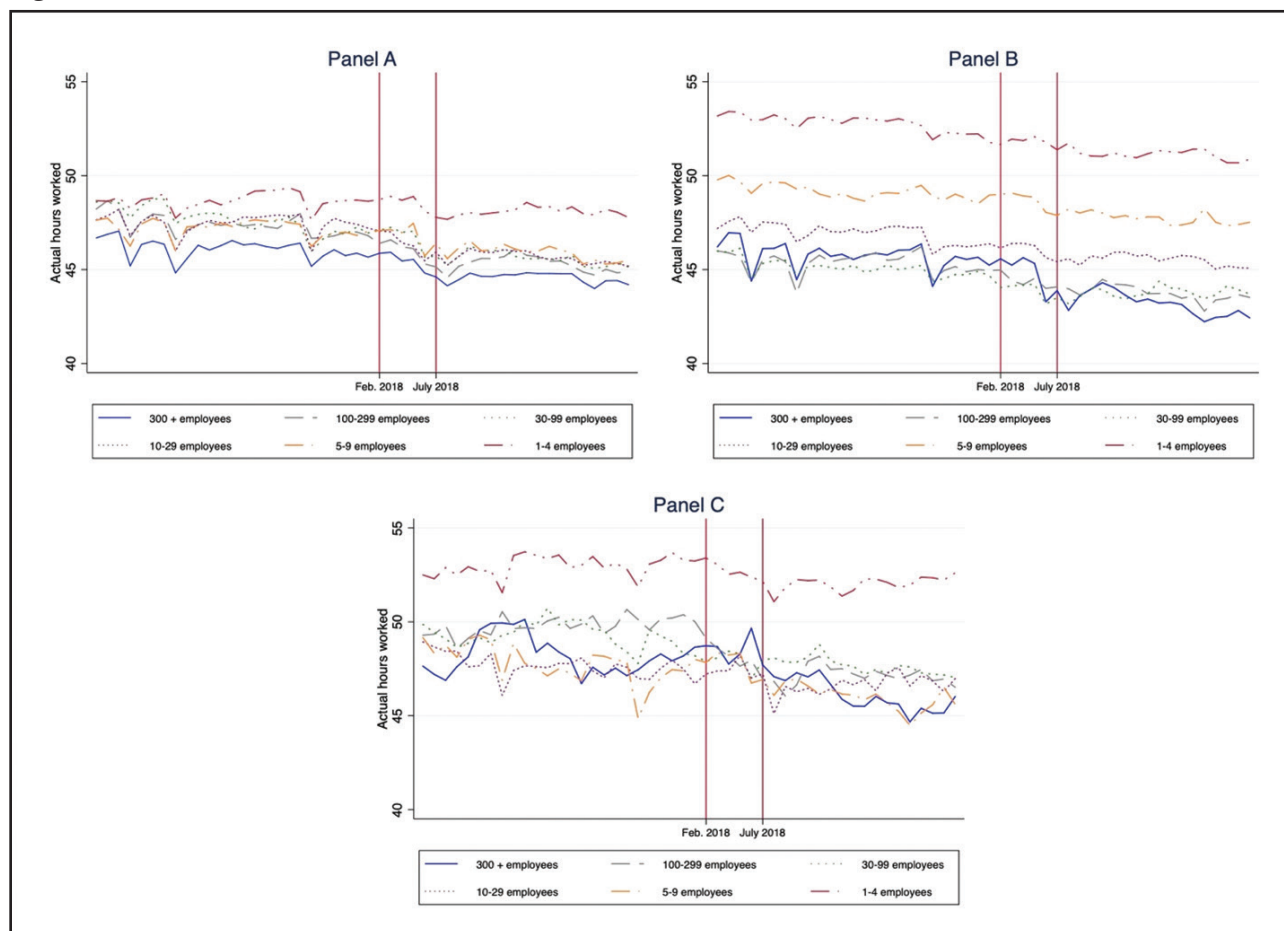 Panel A
Actual hours worked
55
50
45
40
Feb. 2018 July 2018
300 + employees 100-299 employees 30-99 employees
10-29 employees 5-9 employees 1-4 employees
Panel B
Actual hours worked
55
50
45
40
Feb. 2018 July 2018
300 + employees 100-299 employees 30-99 employees
10-29 employees 5-9 employees 1-4 employees
Panel C
Actual hours worked
55
50
45
40
Feb. 2018 July 2018
300 + employees 100-299 employees 30-99 employees
10-29 employees 5-9 employees 1-4 employees